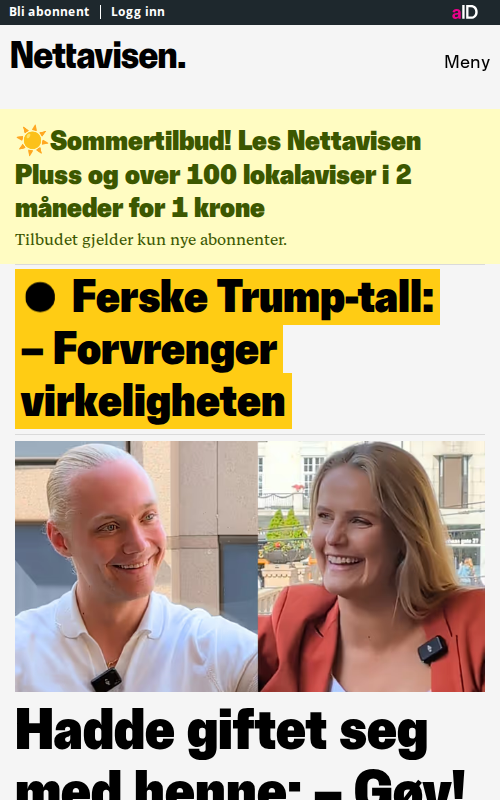 Bli abonnent | Logg inn
aID
Nettavisen.
Meny
☀️Sommertilbud! Les Nettavisen
Pluss og over 100 lokalaviser i 2
måneder for 1 krone
Tilbudet gjelder kun nye abonnenter.
● Ferske Trump-tall:
– Forvrenger
virkeligheten
Hadde giftet seg
med henne: – Gøy!